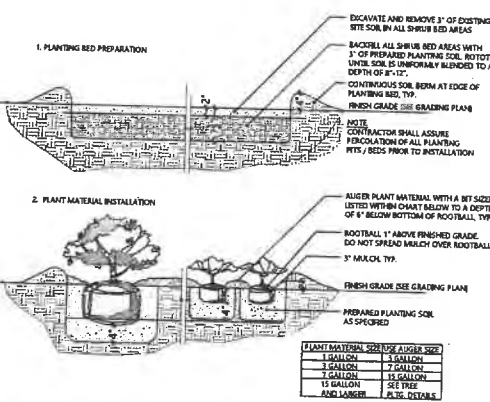 EXCAVATE AND REMOVE 3" OF EXISTING
SITE SOIL IN ALL SHRUB BED AREAS
1. PLANTING BED PREPARATION
BACKFILL ALL SHRUB BED AREAS WITH
3" OF PREPARED PLANTING SOIL, ROTOT
UNTIL SOIL IS UNIFORMLY BLENDED TO A
DEPTH OF 8"-12".
CONTINUOUS SOIL BERM AT EDGE OF
PLANTING BED, TYP.
2"
FINISH GRADE (SEE GRADING PLAN)
NOTE
CONTRACTOR SHALL ASSURE
PERCOLATION OF ALL PLANTING
PITS / BEDS PRIOR TO INSTALLATION
2. PLANT MATERIAL INSTALLATION
AUGER PLANT MATERIAL WITH A BIT SIZE
LISTED WITHIN CHART BELOW TO A DEPTH
OF 6" BELOW BOTTOM OF ROOTBALL, TYP
ROOTBALL 1" ABOVE FINISHED GRADE.
DO NOT SPREAD MULCH OVER ROOTBALL
3" MULCH, TYP.
FINISH GRADE (SEE GRADING PLAN)
PREPARED PLANTING SOIL
AS SPECIFIED
PLANT MATERIAL SIZE USE AUGER SIZE
1 GALLON 3 GALLON
3 GALLON 7 GALLON
7 GALLON 15 GALLON
15 GALLON SEE TREE
AND LARGER PLTG. DETAILS